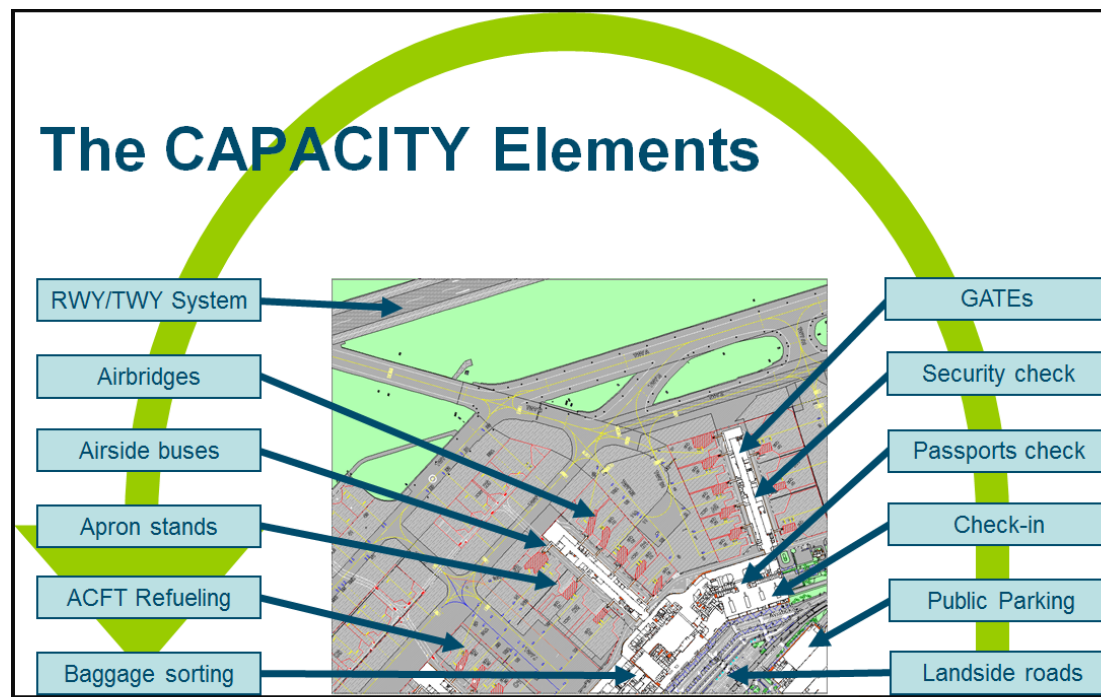 The CAPACITY Elements
RWY/TWY System
Airbridges
Airside buses
Apron stands
ACFT Refueling
Baggage sorting
GATEs
Security check
Passports check
Check-in
Public Parking
Landside roads